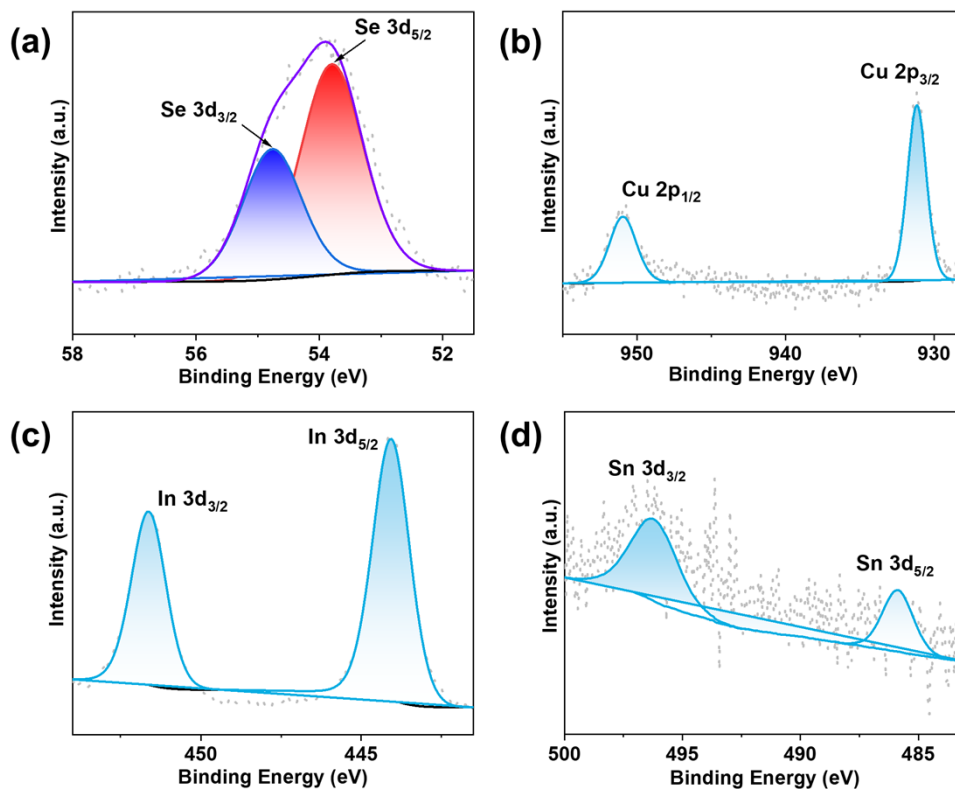 (a)
Se 3d5/2
Se 3d3/2
Intensity (a.u.)
58 56 54 52
Binding Energy (eV)
(b)
Cu 2p3/2
Cu 2p1/2
Intensity (a.u.)
950 940 930
Binding Energy (eV)
(c)
In 3d5/2
In 3d3/2
Intensity (a.u.)
450 445
Binding Energy (eV)
(d)
Sn 3d3/2
Sn 3d5/2
Intensity (a.u.)
500 495 490 485
Binding Energy (eV)